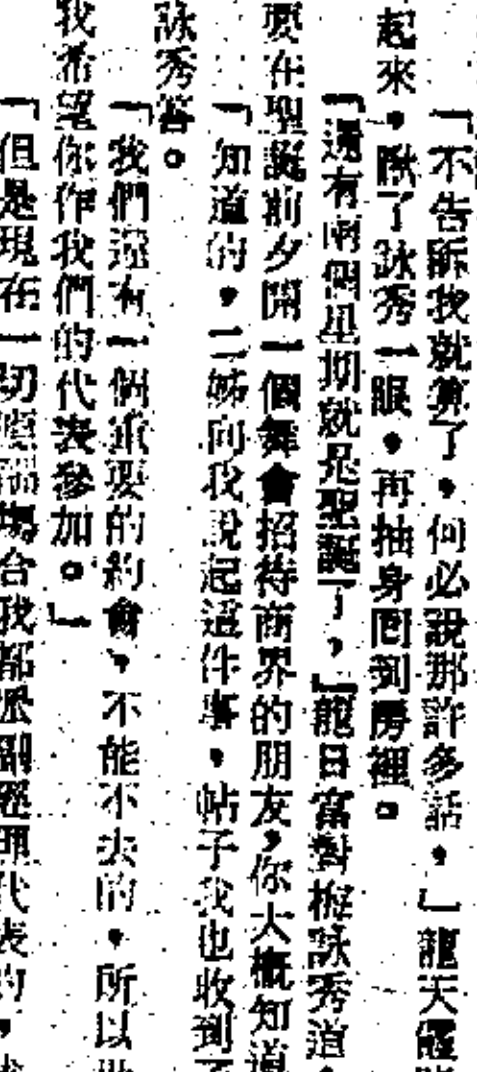 「不告訴我就算了，何必說那許多話，」龍天
起來，瞅了詠秀一眼，再抽身回到房裡。
「還有兩個星期就是聖誕了，」龍日富對梅詠秀道
要在聖誕前夕開一個舞會招待商界的朋友，你大概知道
「知道的，二姊向我說起這件事，帖子我也收到了
詠秀答。
「我們還有一個重要的約會，不能不去的，所以
我希望你作我們的代表參加。」
「但是現在一切場合我都派副經理代表的，